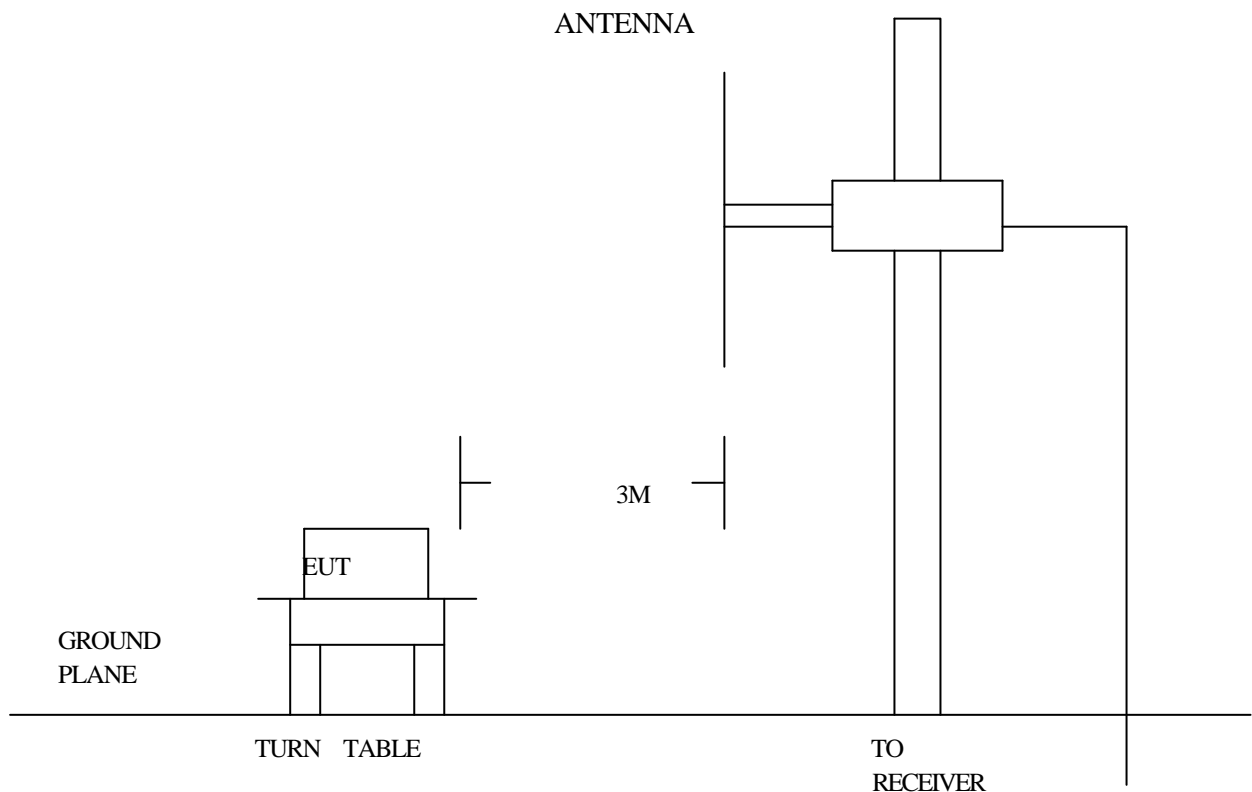 ANTENNA
3M
EUT
GROUND
PLANE
TURN TABLE
TO
RECEIVER